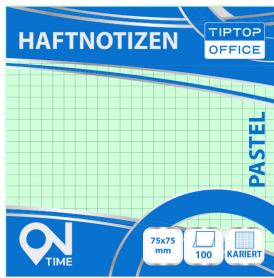 HAFTNOTIZEN
TIPTOP
OFFICE
PASTEL
ON
TIME
75x75
mm
100
KARIERT